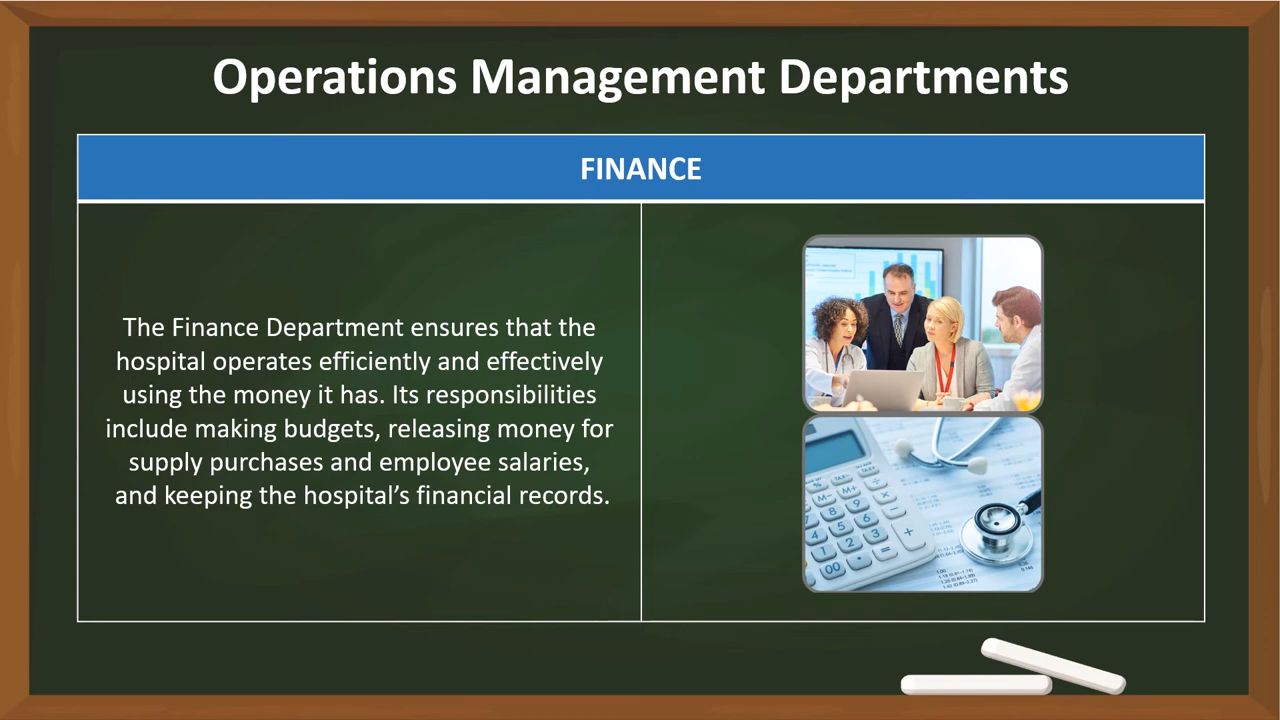 Operations Management Departments
FINANCE
The Finance Department ensures that the
hospital operates efficiently and effectively
using the money it has. Its responsibilities
include making budgets, releasing money for
supply purchases and employee salaries,
and keeping the hospital’s financial records.